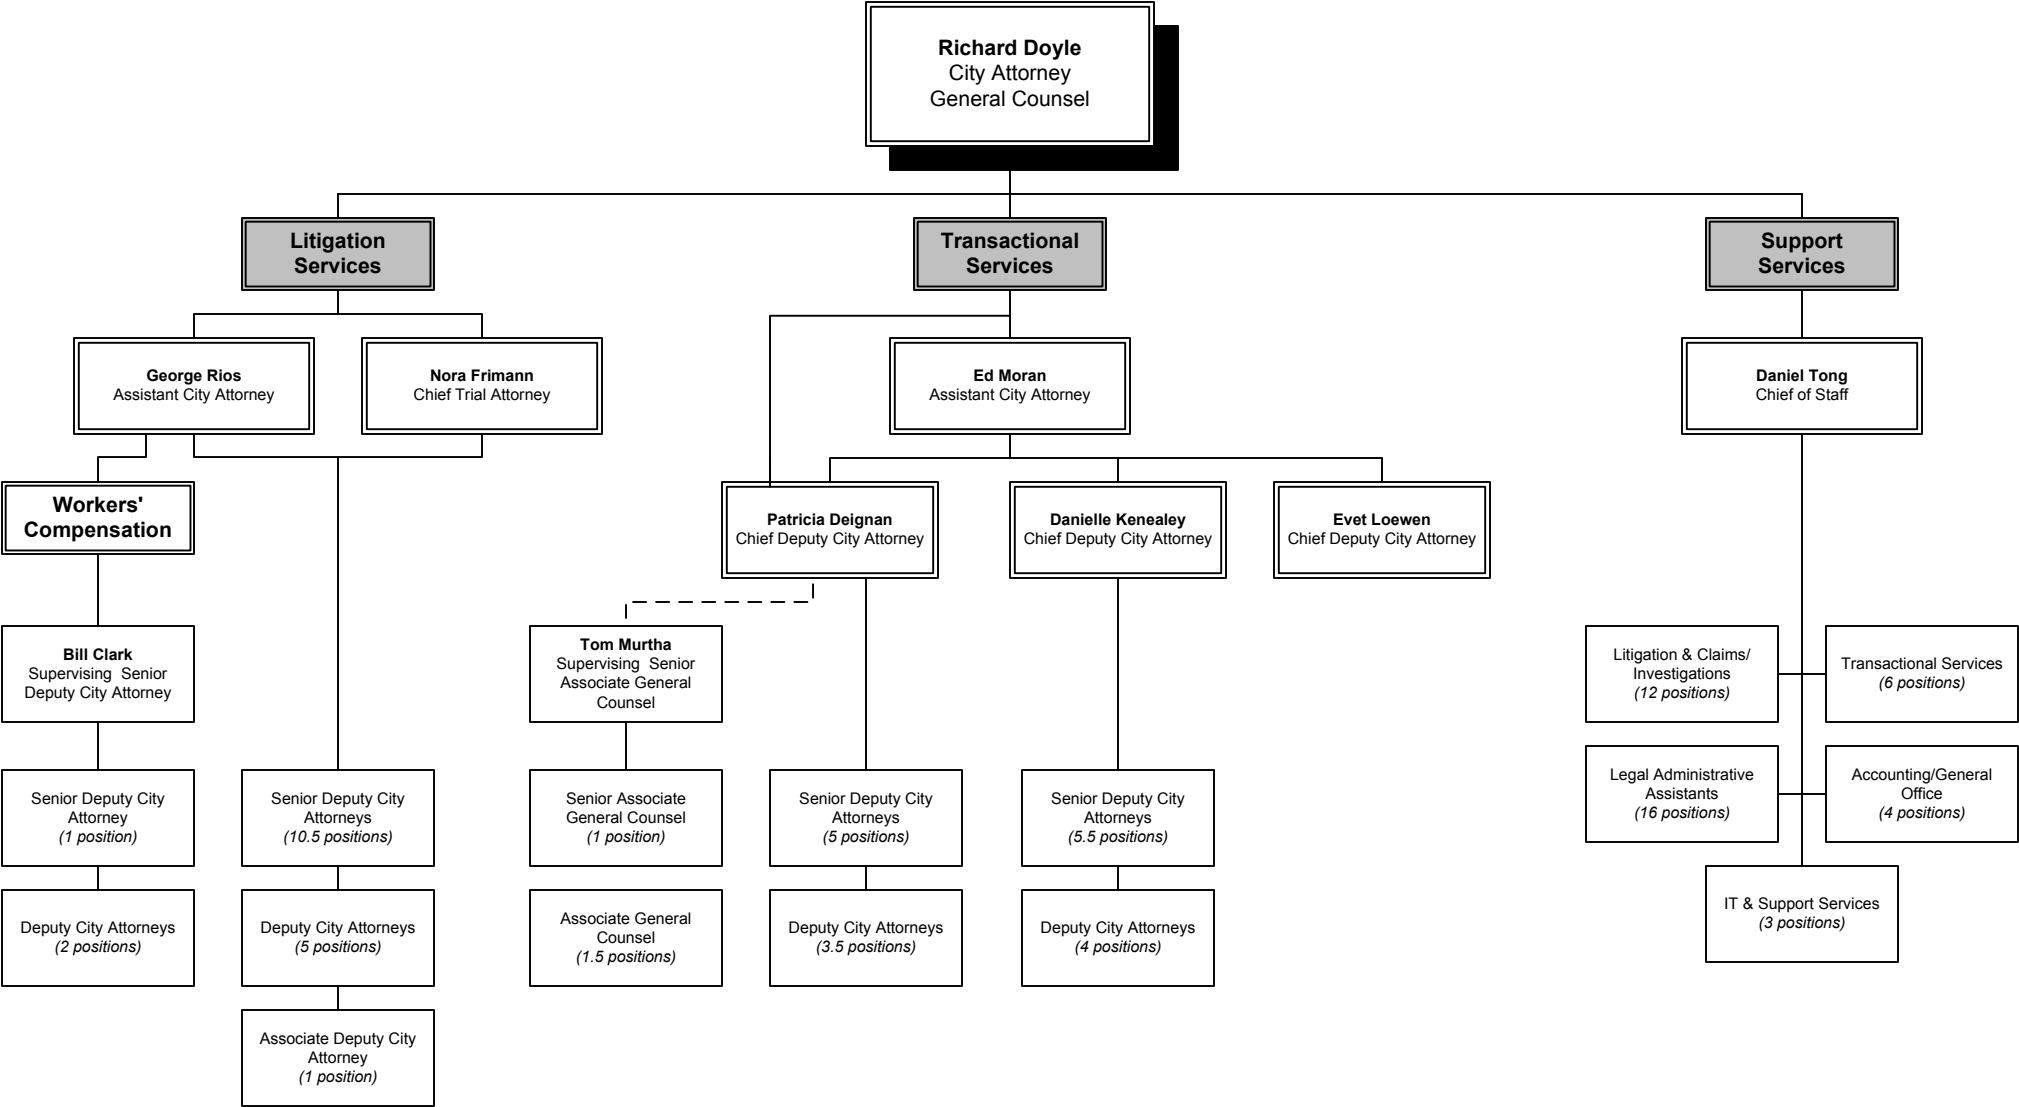 Richard Doyle
City Attorney
General Counsel
Litigation
Services
Transactional
Services
Support
Services
George Rios
Assistant City Attorney
Nora Frimann
Chief Trial Attorney
Ed Moran
Assistant City Attorney
Daniel Tong
Chief of Staff
Workers'
Compensation
Patricia Deignan
Chief Deputy City Attorney
Danielle Kenealey
Chief Deputy City Attorney
Evet Loewen
Chief Deputy City Attorney
Bill Clark
Supervising Senior
Deputy City Attorney
Tom Murtha
Supervising Senior
Associate General
Counsel
Litigation & Claims/
Investigations
(12 positions)
Transactional Services
(6 positions)
Senior Deputy City
Attorney
(1 position)
Senior Deputy City
Attorneys
(10.5 positions)
Senior Associate
General Counsel
(1 position)
Senior Deputy City
Attorneys
(5 positions)
Senior Deputy City
Attorneys
(5.5 positions)
Legal Administrative
Assistants
(16 positions)
Accounting/General
Office
(4 positions)
Deputy City Attorneys
(2 positions)
Deputy City Attorneys
(5 positions)
Associate General
Counsel
(1.5 positions)
Deputy City Attorneys
(3.5 positions)
Deputy City Attorneys
(4 positions)
IT & Support Services
(3 positions)
Associate Deputy City
Attorney
(1 position)